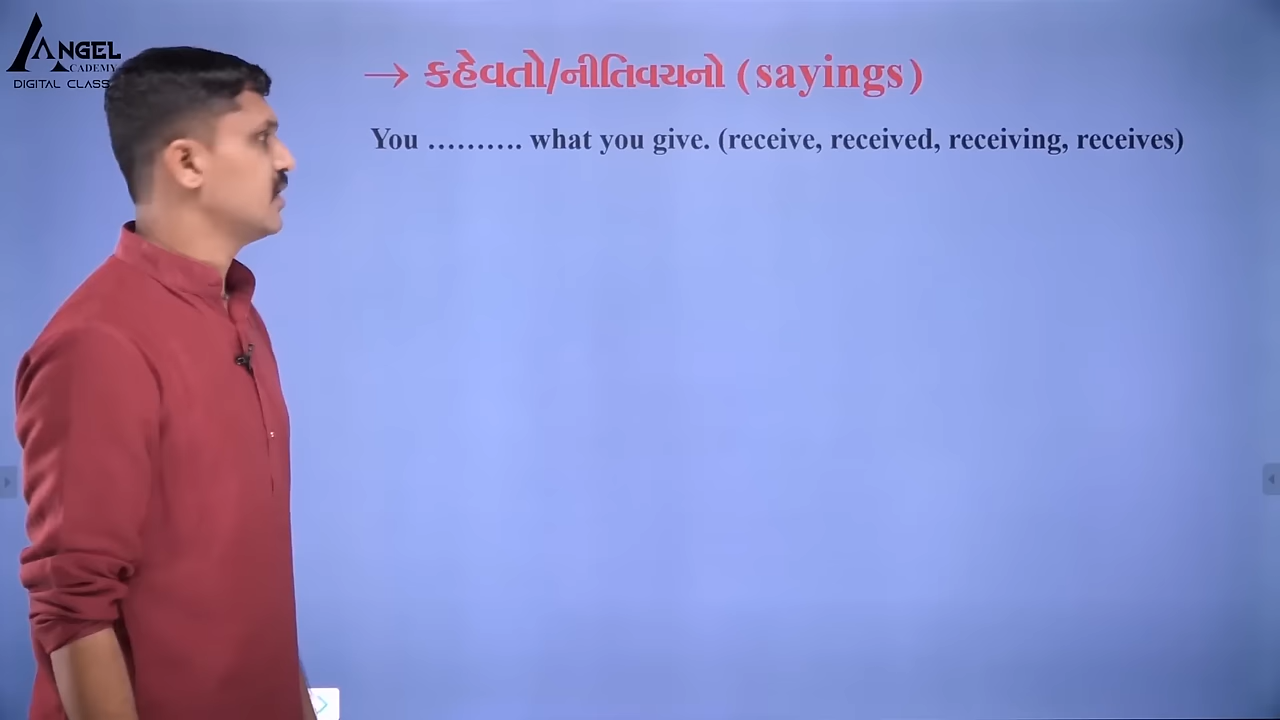 ANGEL
ACADEMY
DIGITAL CLASS
→ કહેવતો/નીતિવચનો (sayings)
You ………. what you give. (receive, received, receiving, receives)